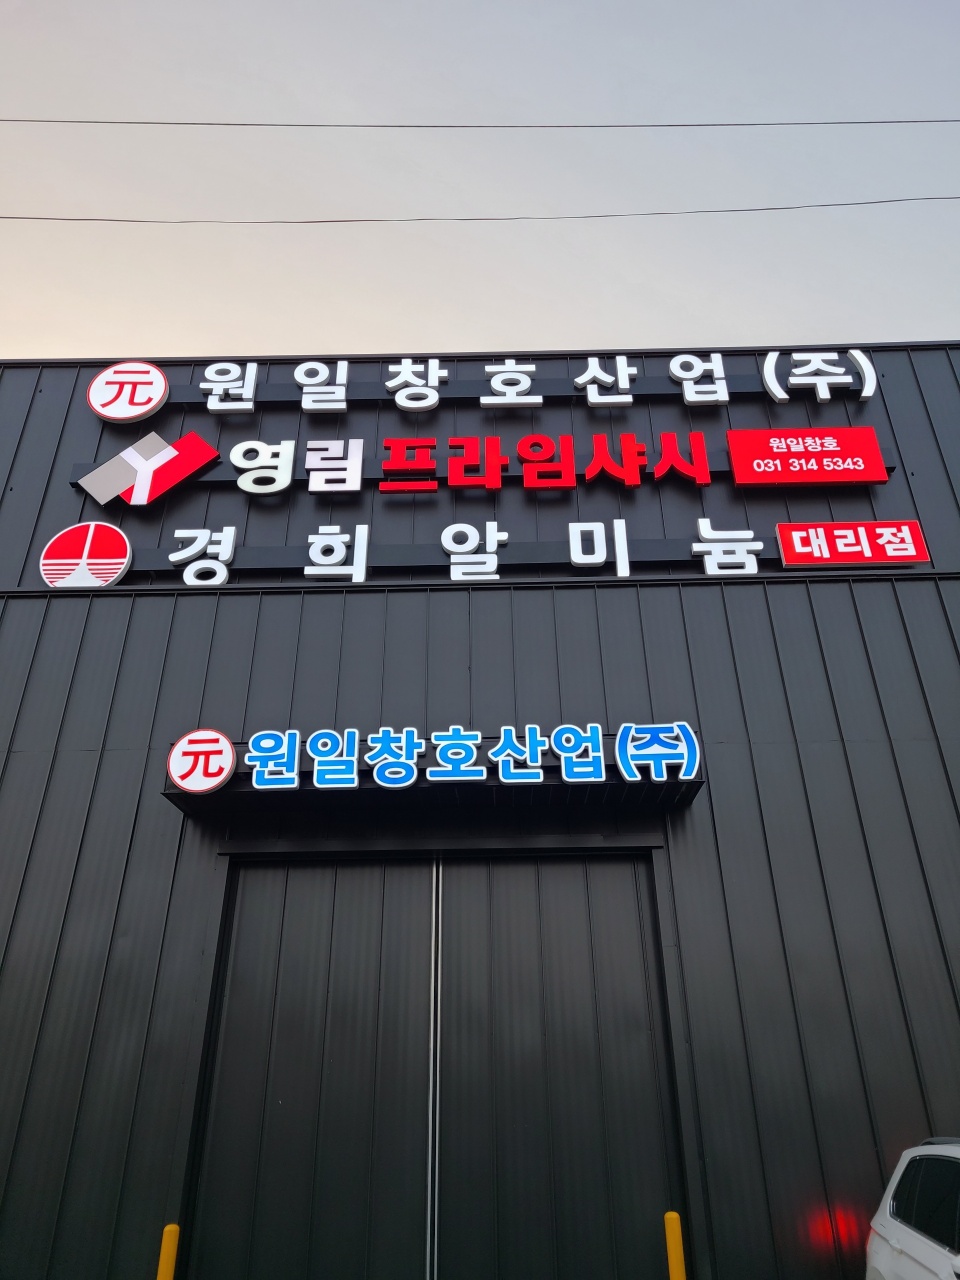 元 원일창호산업(주)
Y 영림프라임샤시 원일창호
031 314 5343
경희알미늄 대리점
元 원일창호산업(주)